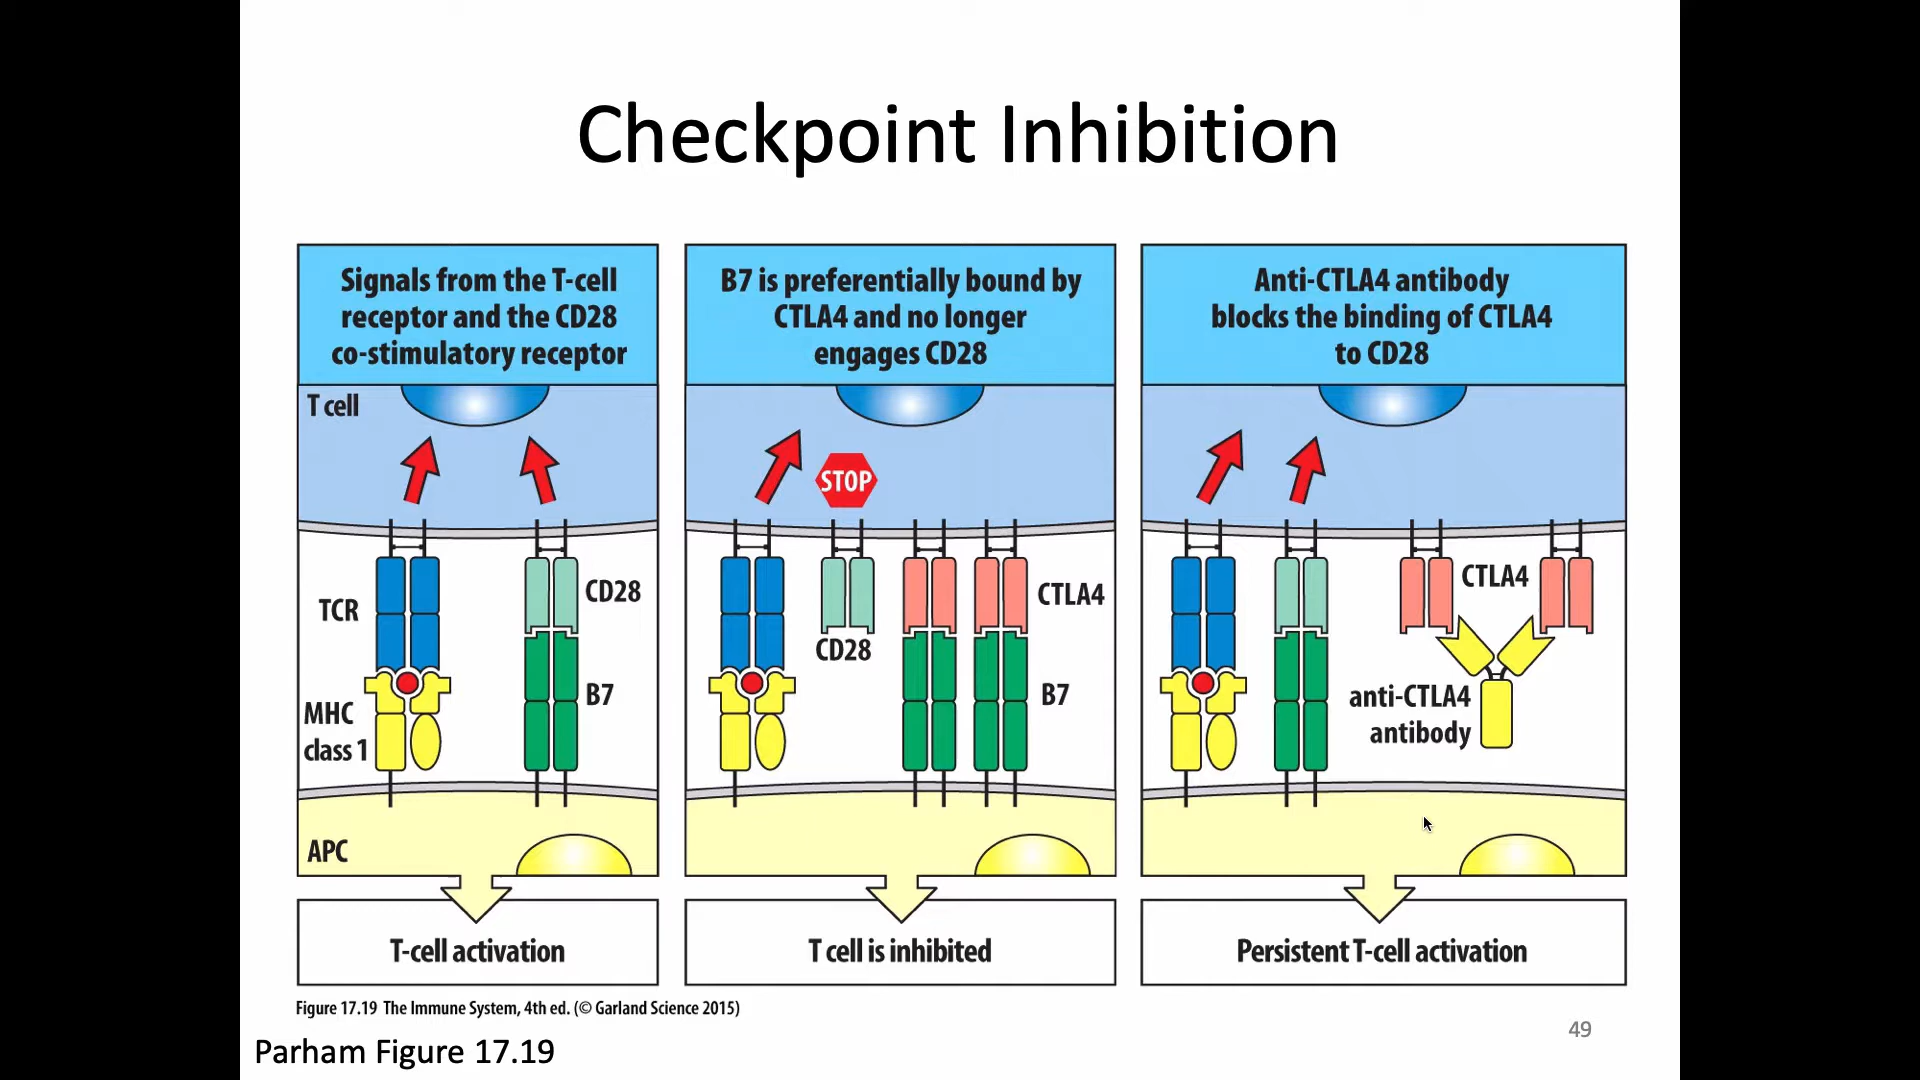 Checkpoint Inhibition
Signals from the T-cell
receptor and the CD28
co-stimulatory receptor
T cell
TCR
CD28
B7
MHC
class 1
APC
T-cell activation
B7 is preferentially bound by
CTLA4 and no longer
engages CD28
STOP
CTLA4
CD28
B7
T cell is inhibited
Anti-CTLA4 antibody
blocks the binding of CTLA4
to CD28
CTLA4
anti-CTLA4
antibody
Persistent T-cell activation
Figure 17.19 The Immune System, 4th ed. (© Garland Science 2015)
49
Parham Figure 17.19